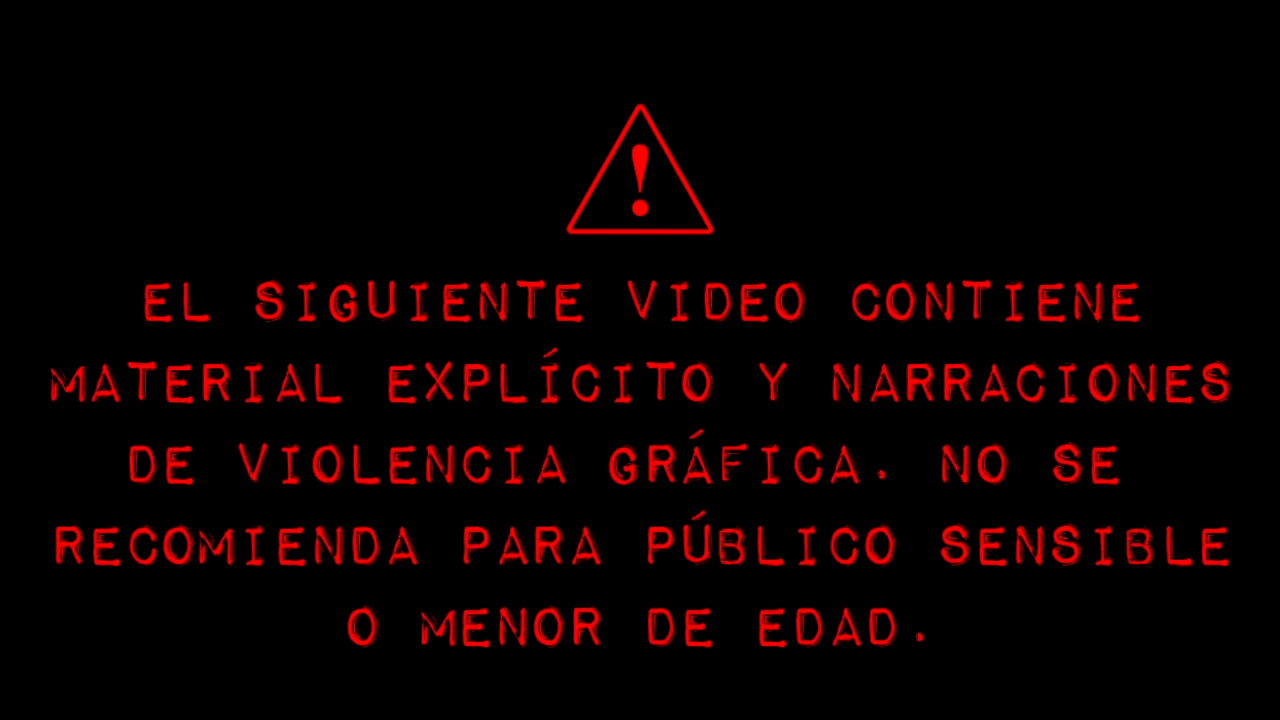 EL SIGUIENTE VIDEO CONTIENE
MATERIAL EXPLÍCITO Y NARRACIONES
DE VIOLENCIA GRÁFICA. NO SE
RECOMIENDA PARA PÚBLICO SENSIBLE
O MENOR DE EDAD.